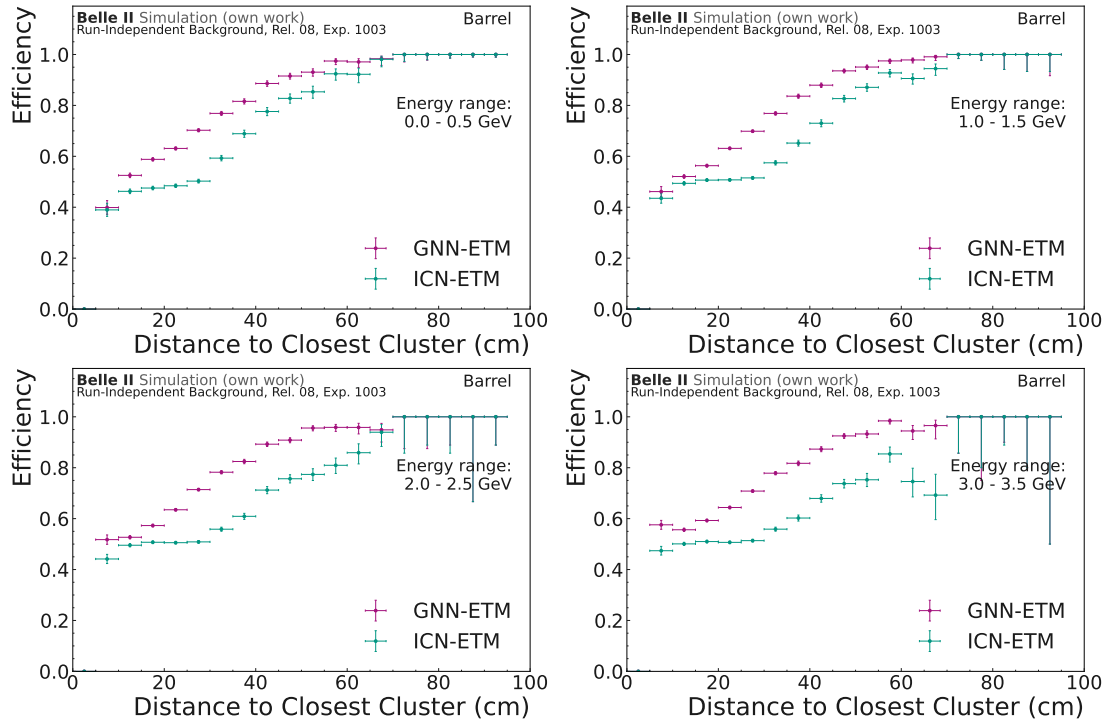 Belle II Simulation (own work) Barrel
Run-Independent Background, Rel. 08, Exp. 1003
Efficiency
1.0
0.8
0.6
0.4
0.2
0.0
Energy range:
0.0 - 0.5 GeV
GNN-ETM
ICN-ETM
0 20 40 60 80 100
Distance to Closest Cluster (cm)
Belle II Simulation (own work) Barrel
Run-Independent Background, Rel. 08, Exp. 1003
Efficiency
1.0
0.8
0.6
0.4
0.2
0.0
Energy range:
1.0 - 1.5 GeV
GNN-ETM
ICN-ETM
0 20 40 60 80 100
Distance to Closest Cluster (cm)
Belle II Simulation (own work) Barrel
Run-Independent Background, Rel. 08, Exp. 1003
Efficiency
1.0
0.8
0.6
0.4
0.2
0.0
Energy range:
2.0 - 2.5 GeV
GNN-ETM
ICN-ETM
0 20 40 60 80 100
Distance to Closest Cluster (cm)
Belle II Simulation (own work) Barrel
Run-Independent Background, Rel. 08, Exp. 1003
Efficiency
1.0
0.8
0.6
0.4
0.2
0.0
Energy range:
3.0 - 3.5 GeV
GNN-ETM
ICN-ETM
0 20 40 60 80 100
Distance to Closest Cluster (cm)